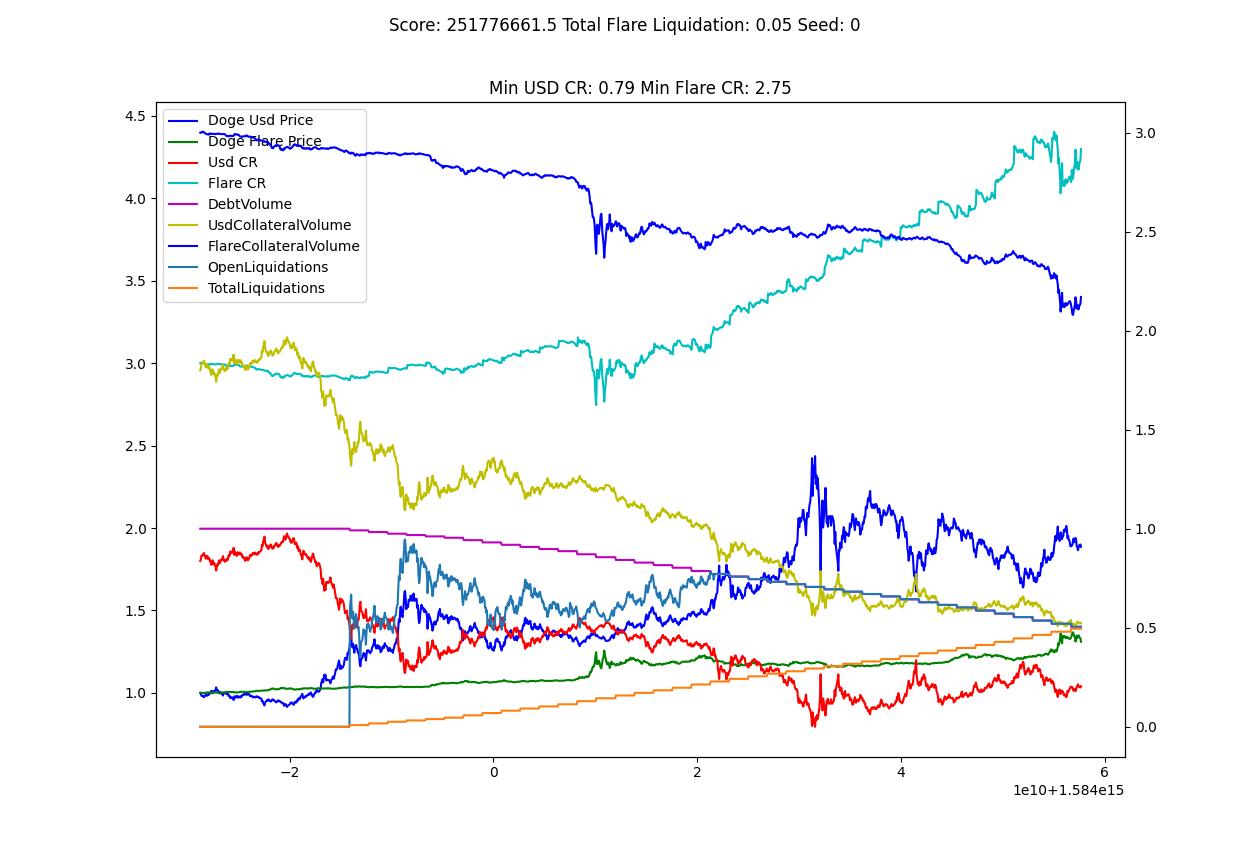 Score: 251776661.5 Total Flare Liquidation: 0.05 Seed: 0
Min USD CR: 0.79 Min Flare CR: 2.75
Doge Usd Price
Doge Flare Price
Usd CR
Flare CR
DebtVolume
UsdCollateralVolume
FlareCollateralVolume
OpenLiquidations
TotalLiquidations
4.5
4.0
3.5
3.0
2.5
2.0
1.5
1.0
3.0
2.5
2.0
1.5
1.0
0.5
0.0
−2
0
2
4
6
1e10+1.584e15